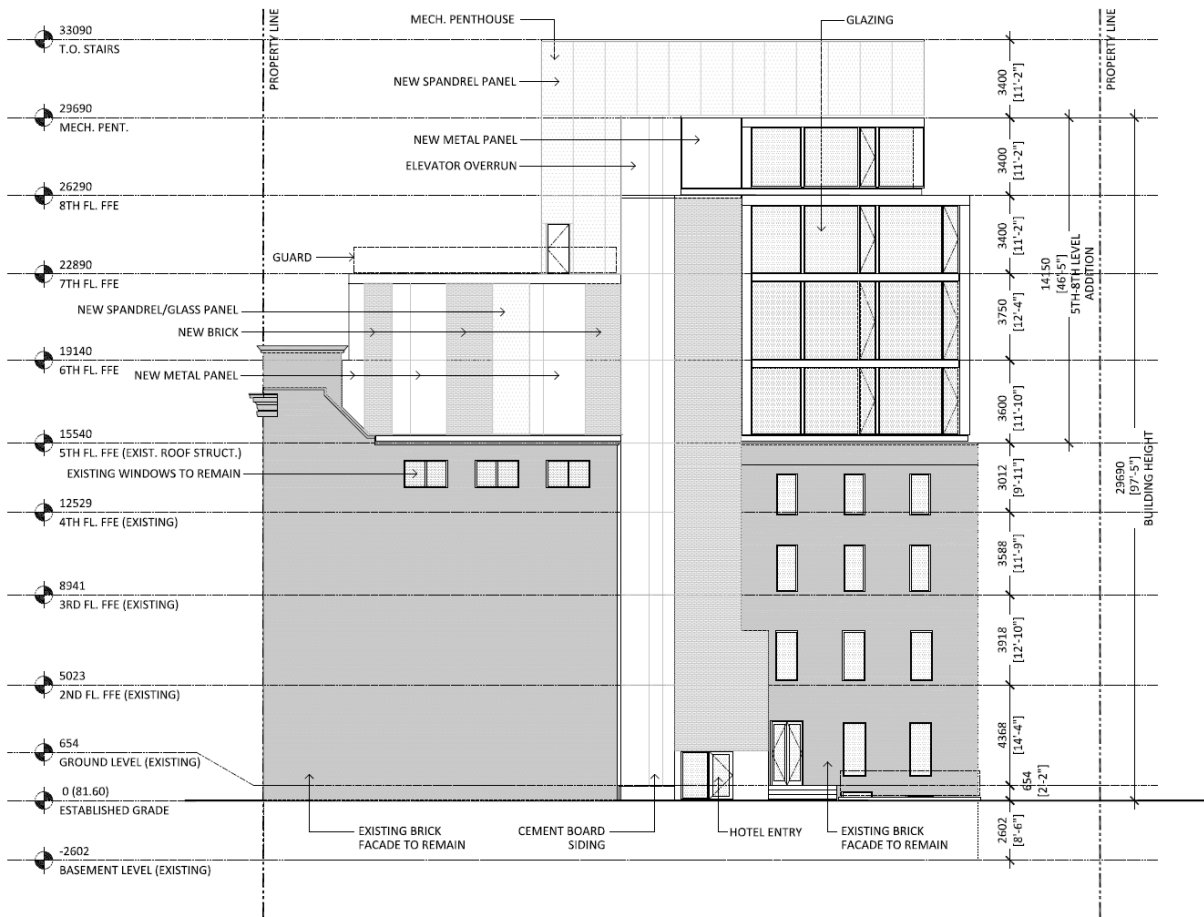 33090
T.O. STAIRS
29690
MECH. PENT.
26290
8TH FL. FFE
22890
7TH FL. FFE
19140
6TH FL. FFE
15540
5TH FL. FFE (EXIST. ROOF STRUCT.)
12529
4TH FL. FFE (EXISTING)
8941
3RD FL. FFE (EXISTING)
5023
2ND FL. FFE (EXISTING)
654
GROUND LEVEL (EXISTING)
0 (81.60)
ESTABLISHED GRADE
-2602
BASEMENT LEVEL (EXISTING)
PROPERTY LINE
MECH. PENTHOUSE
NEW SPANDREL PANEL
NEW METAL PANEL
ELEVATOR OVERRUN
GUARD
NEW SPANDREL/GLASS PANEL
NEW BRICK
NEW METAL PANEL
EXISTING WINDOWS TO REMAIN
EXISTING BRICK
FACADE TO REMAIN
CEMENT BOARD
SIDING
HOTEL ENTRY
EXISTING BRICK
FACADE TO REMAIN
GLAZING
3400
[11'-2"]
3400
[11'-2"]
3400
[11'-2"]
3750
[12'-4"]
3600
[11'-10"]
3012
[9'-11"]
3588
[11'-9"]
3918
[12'-10"]
4368
[14'-4"]
654
[2'-2"]
2602
[8'-6"]
14150
[46'-5"]
5TH-8TH LEVEL
ADDITION
29690
[97'-5"]
BUILDING HEIGHT
PROPERTY LINE